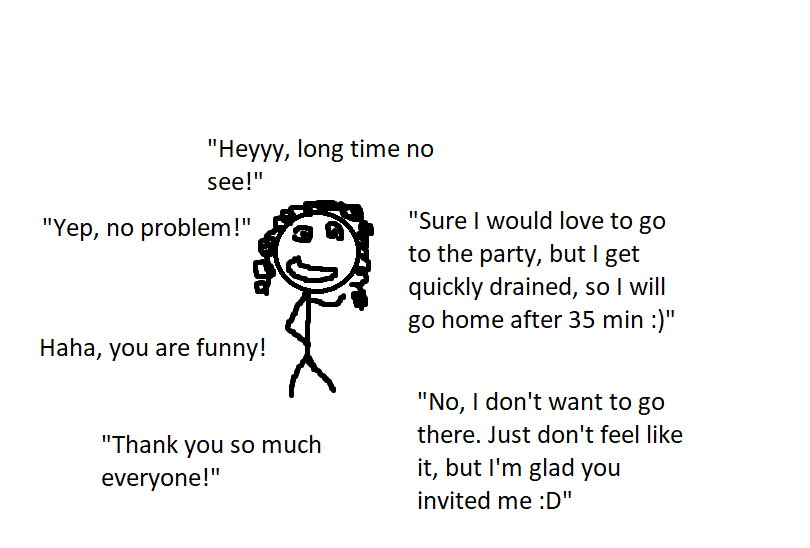 "Heyyy, long time no
see!"
"Yep, no problem!"
"Sure I would love to go
to the party, but I get
quickly drained, so I will
go home after 35 min :)"
Haha, you are funny!
"No, I don't want to go
there. Just don't feel like
it, but I'm glad you
invited me :D"
"Thank you so much
everyone!"